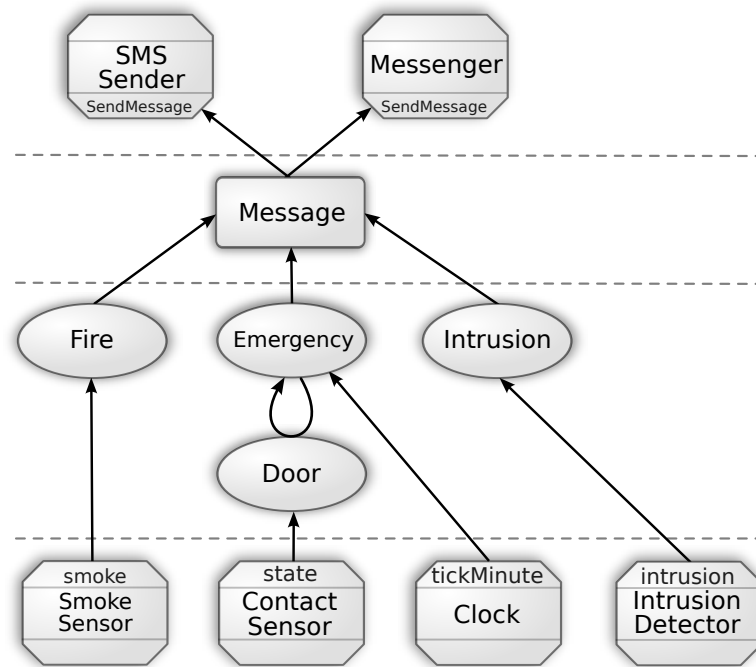 SMS
Sender
SendMessage
Messenger
SendMessage
Message
Fire
Emergency
Intrusion
Door
smoke
Smoke
Sensor
state
Contact
Sensor
tickMinute
Clock
intrusion
Intrusion
Detector